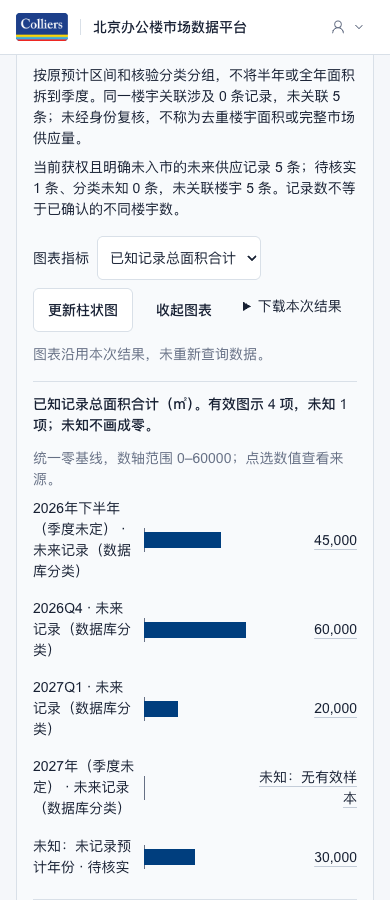 Colliers
北京办公楼市场数据平台
按原预计区间和核验分类分组，不将半年或全年面积
拆到季度。同一楼宇关联涉及 0 条记录，未关联 5
条；未经身份复核，不称为去重楼宇面积或完整市场
供应量。
当前获权且明确未入市的未来供应记录 5 条；待核实
1 条、分类未知 0 条，未关联楼宇 5 条。记录数不等
于已确认的不同楼宇数。
图表指标
已知记录总面积合计
更新柱状图
收起图表
▶ 下载本次结果
图表沿用本次结果，未重新查询数据。
已知记录总面积合计（㎡）。有效图示 4 项，未知 1
项；未知不画成零。
统一零基线，数轴范围 0–60000；点选数值查看来
源。
2026年下半年
（季度未定） ·
未来记录（数据
库分类）
45,000
2026Q4 · 未来
记录（数据库分
类）
60,000
2027Q1 · 未来
记录（数据库分
类）
20,000
2027年（季度未
定） · 未来记录
（数据库分类）
未知：无有效样
本
未知：未记录预
计年份 · 待核实
30,000